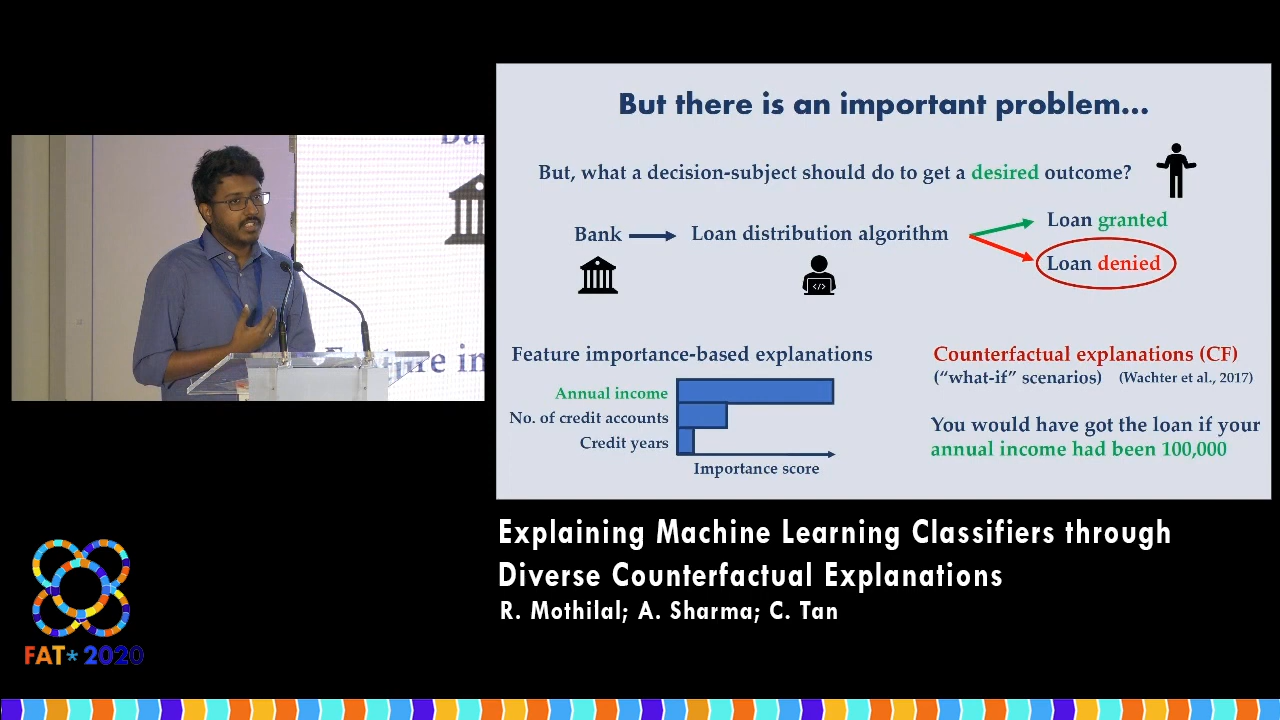 But there is an important problem...
But, what a decision-subject should do to get a desired outcome?
Bank
Loan distribution algorithm
Loan granted
Loan denied
</>
Feature importance-based explanations
Annual income
No. of credit accounts
Credit years
Importance score
Counterfactual explanations (CF)
(“what-if” scenarios) (Wachter et al., 2017)
You would have got the loan if your
annual income had been 100,000
Feature in
Explaining Machine Learning Classifiers through
Diverse Counterfactual Explanations
R. Mothilal; A. Sharma; C. Tan
FAT* 2020